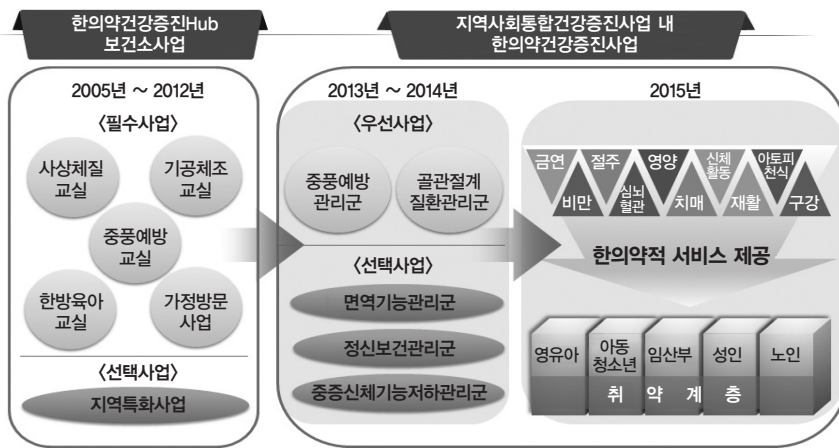 한의약건강증진Hub
보건소사업
지역사회통합건강증진사업 내
한의약건강증진사업
2005년 ~ 2012년
〈필수사업〉
사상체질
교실
기공체조
교실
중풍예방
교실
한방육아
교실
가정방문
사업
〈선택사업〉
지역특화사업
2013년 ~ 2014년
〈우선사업〉
중풍예방
관리군
골관절계
질환관리군
〈선택사업〉
면역기능관리군
정신보건관리군
중증신체기능저하관리군
2015년
금연
절주
영양
신체
활동
아토피
천식
비만
심뇌
혈관
치매
재활
구강
한의약적 서비스 제공
영유아
아동
청소년
임산부
성인
노인
취 약 계 층